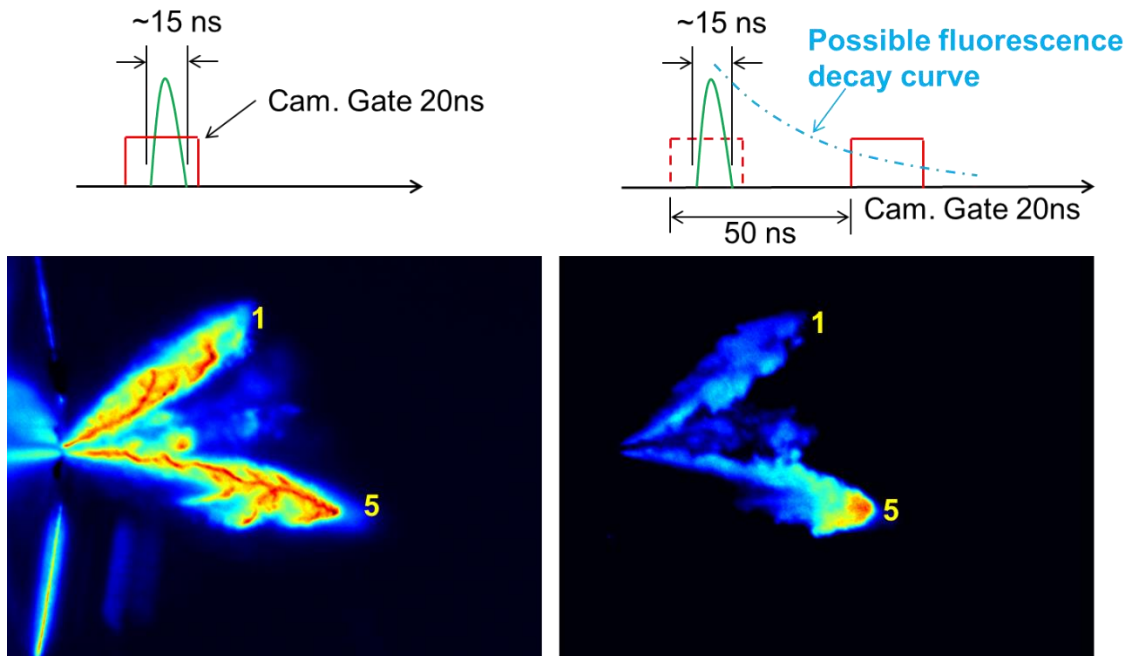 ~15 ns
Cam. Gate 20ns
~15 ns
Possible fluorescence
decay curve
Cam. Gate 20ns
50 ns
1
5
1
5